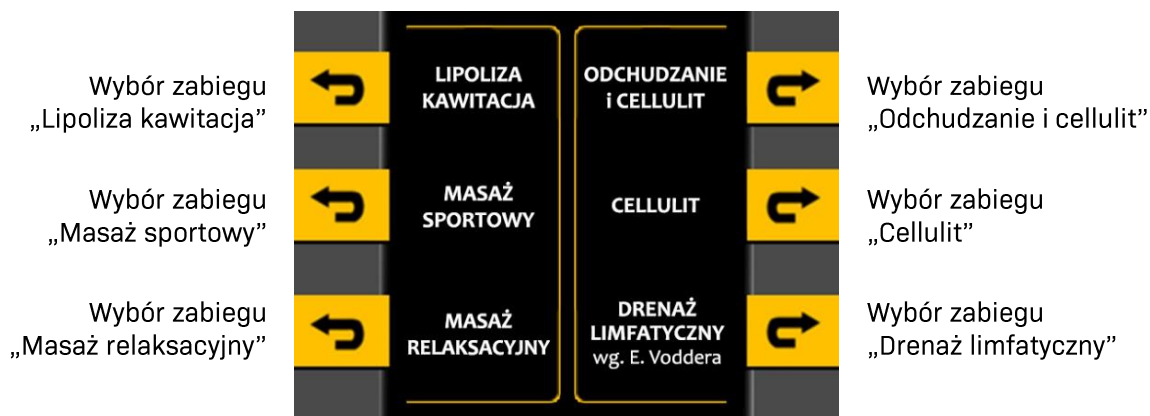 Wybór zabiegu
„Lipoliza kawitacja”
LIPOLIZA
KAWITACJA
ODCHUDZANIE
i CELLULIT
Wybór zabiegu
„Odchudzanie i cellulit”
Wybór zabiegu
„Masaż sportowy”
MASAŻ
SPORTOWY
CELLULIT
Wybór zabiegu
„Cellulit”
Wybór zabiegu
„Masaż relaksacyjny”
MASAŻ
RELAKSACYJNY
DRENAŻ
LIMFATYCZNY
wg. E. Voddera
Wybór zabiegu
„Drenaż limfatyczny”